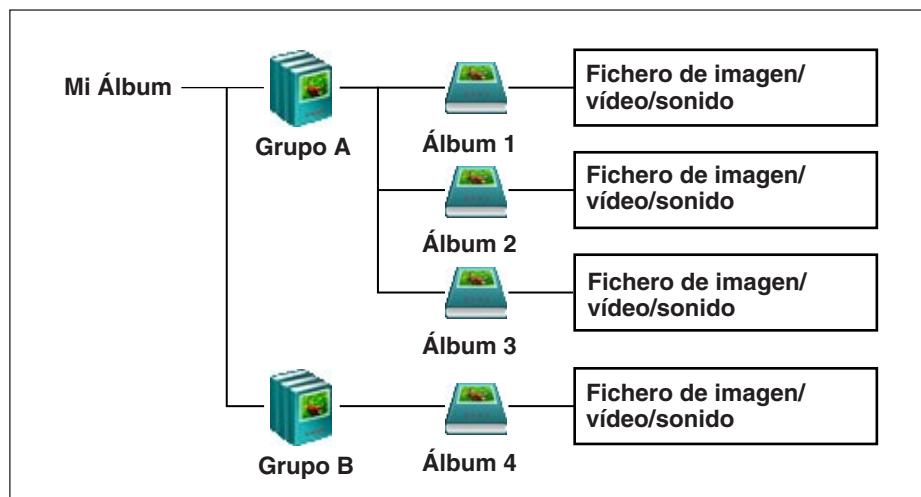 Mi Álbum
Grupo A
Álbum 1
Fichero de imagen/
vídeo/sonido
Álbum 2
Fichero de imagen/
vídeo/sonido
Álbum 3
Fichero de imagen/
vídeo/sonido
Grupo B
Álbum 4
Fichero de imagen/
vídeo/sonido